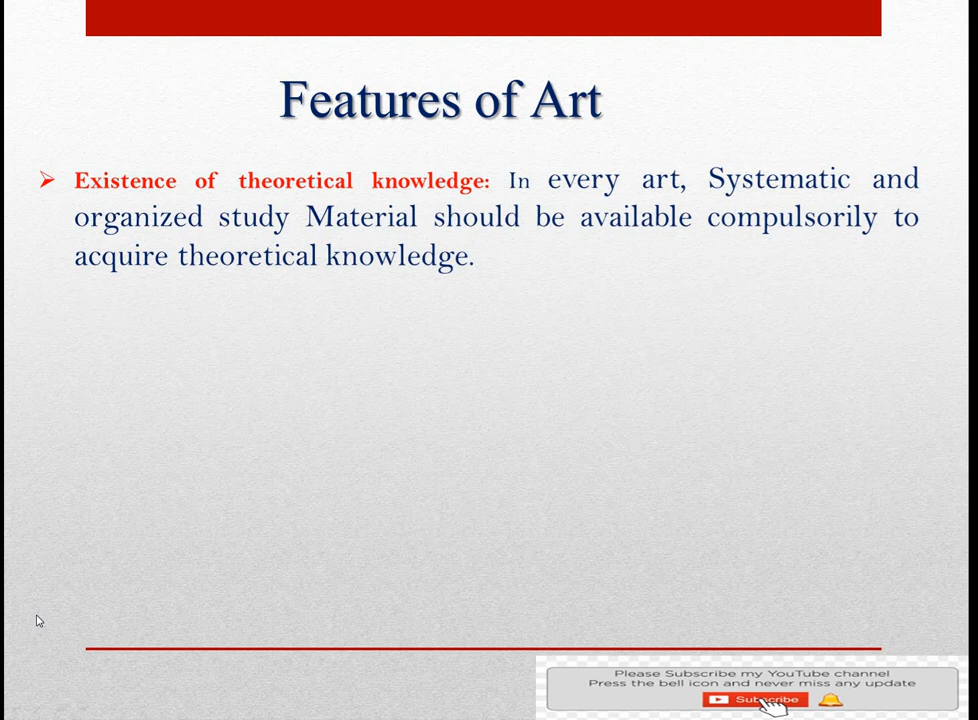 Features of Art
➢ Existence of theoretical knowledge: In every art, Systematic and
organized study Material should be available compulsorily to
acquire theoretical knowledge.
Please Subscribe my YouTube channel
Press the bell icon and never miss any update
Subscribe